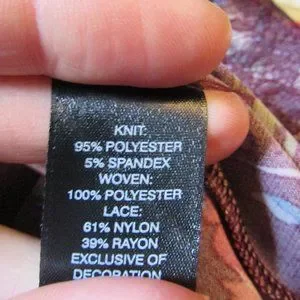 KNIT:
95% POLYESTER
5% SPANDEX
WOVEN:
100% POLYESTER
LACE:
61% NYLON
39% RAYON
EXCLUSIVE OF
DECORATION